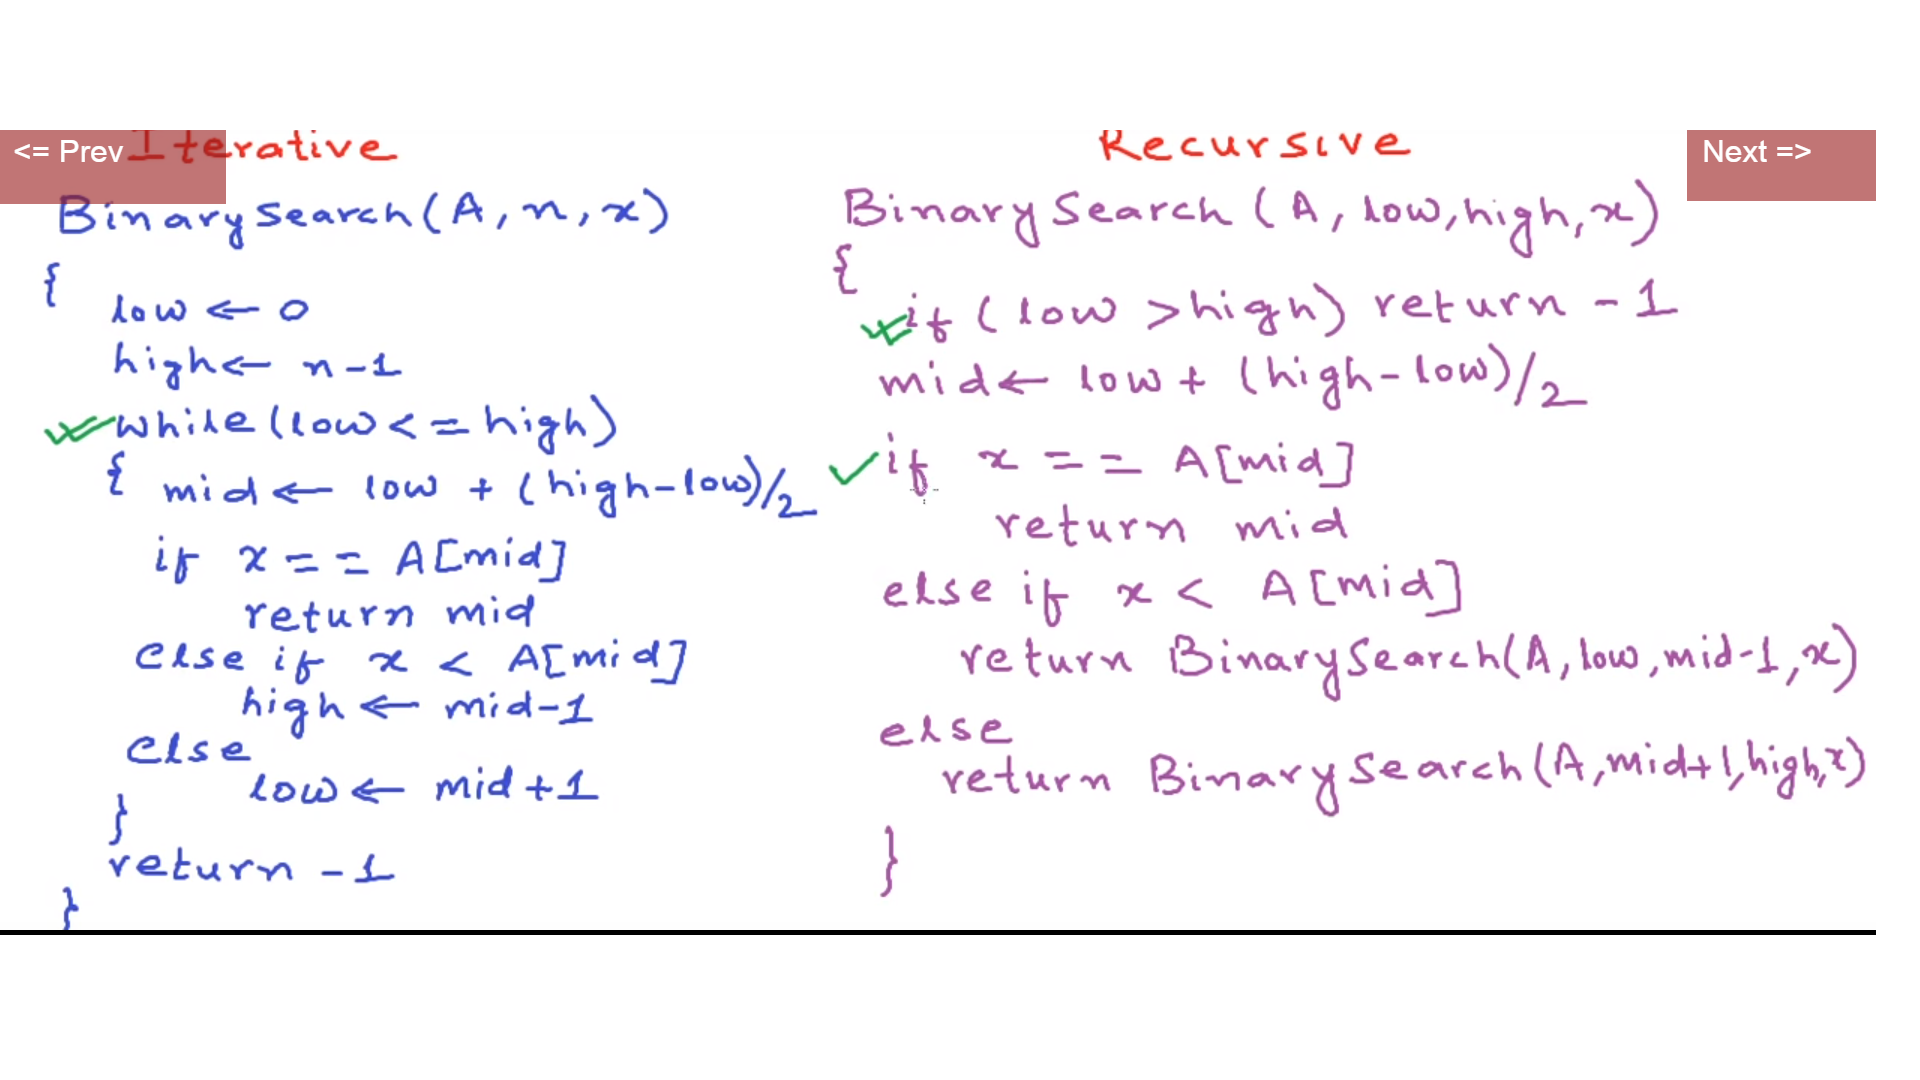 <= Prev
Iterative
BinarySearch(A, n, x)
{
low ← 0
high ← n-1
while(low <= high)
{ mid ← low + (high-low)/2
if x == A[mid]
return mid
else if x < A[mid]
high ← mid-1
else
low ← mid+1
}
return -1
}
Recursive
Next =>
BinarySearch (A, low, high, x)
{
if (low > high) return -1
mid ← low + (high-low)/2
if x == A[mid]
return mid
else if x < A[mid]
return BinarySearch(A, low, mid-1, x)
else
return BinarySearch(A, mid+1, high, x)
}